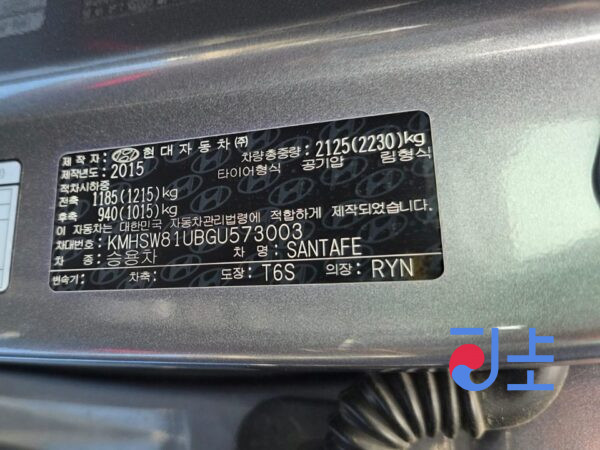 제 작 자: 현대자동차(주)
제작년도: 2015 차량총중량: 2125(2230)kg
적차시하중 타이어형식 공기압 림형식
전축 1185(1215)kg
후축 940(1015)kg
이 자동차는 대한민국 자동차관리법령에 적합하게 제작되었습니다.
차대번호: KMHSW81UBGU573003
차 종: 승용차 차 명: SANTAFE
변속기: 차축: 도장: T6S 의장: RYN